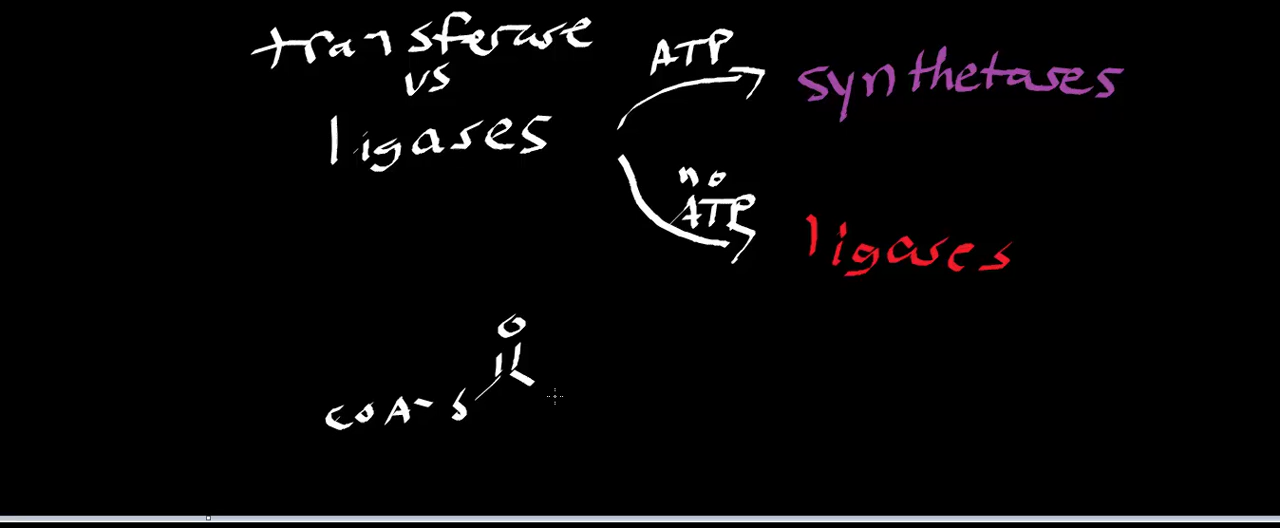 transferase
vs
ligases
ATP
synthetases
no
ATP
ligases
O
COA-S